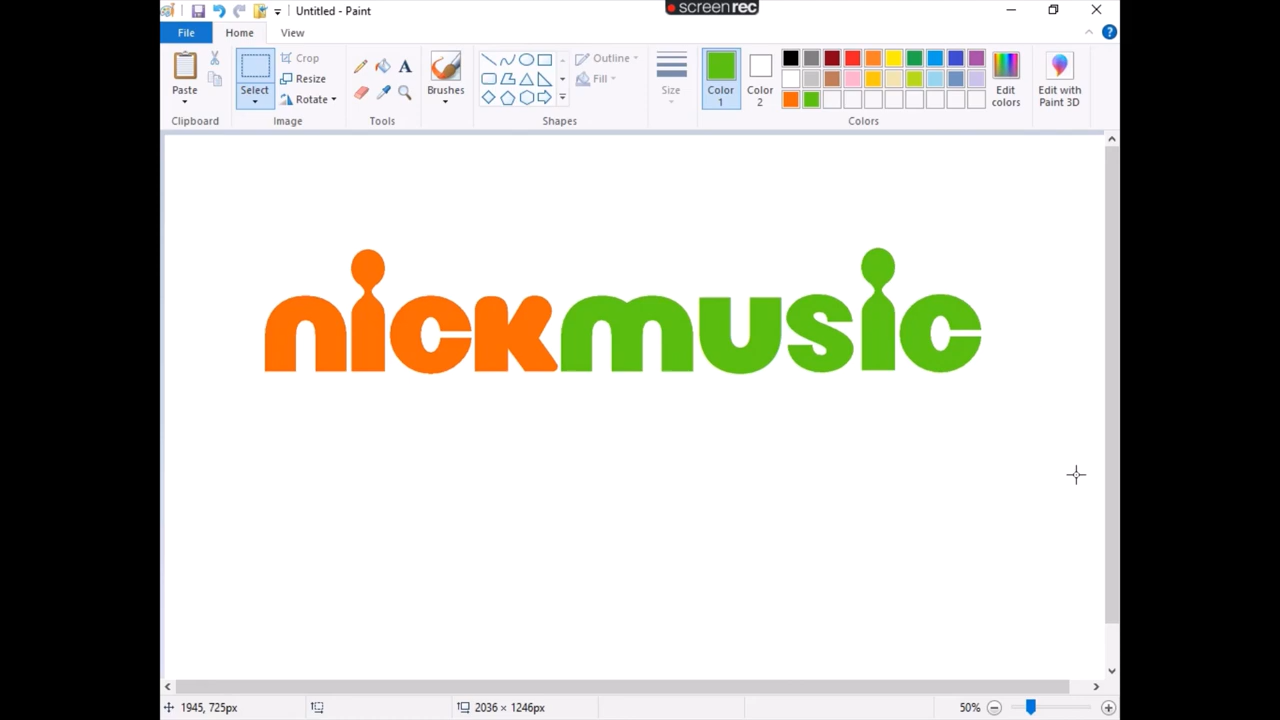 Untitled - Paint
screenrec
File Home View
Paste
Select
Crop
Resize
Rotate
Brushes
Outline
Fill
Size
Color 1
Color 2
Edit colors
Edit with Paint 3D
Clipboard
Image
Tools
Shapes
Colors
nickmusic
1945, 725px
2036 × 1246px
50%